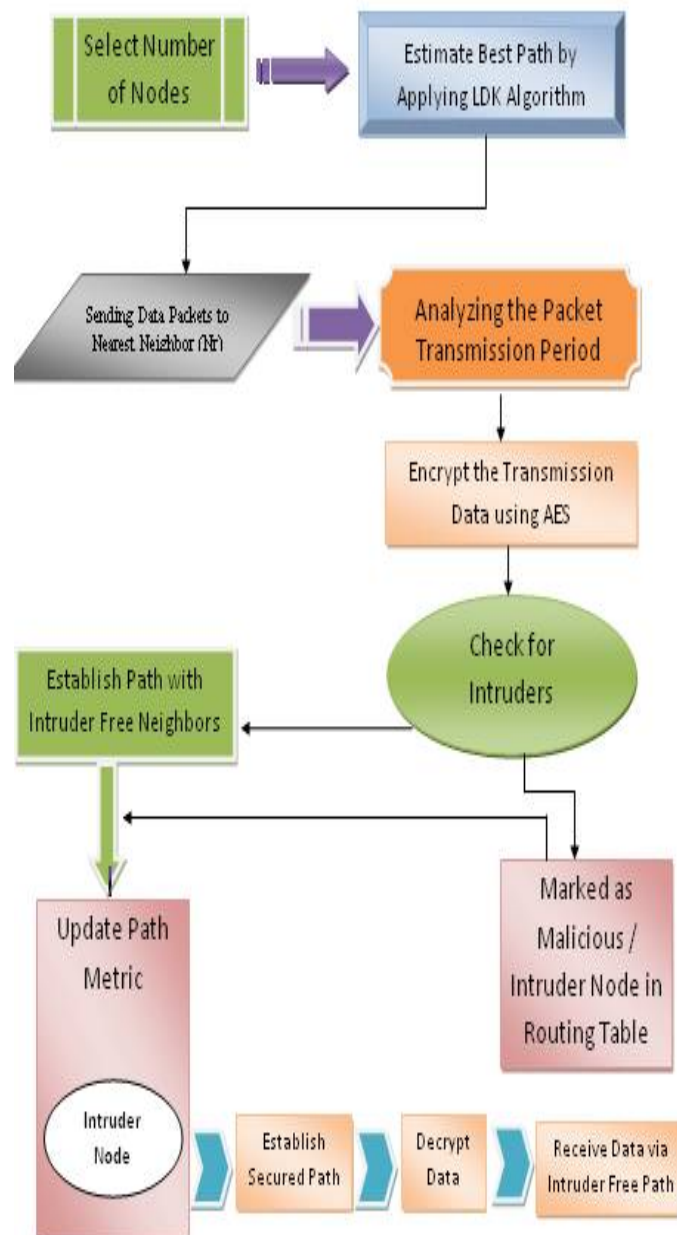 Select Number
of Nodes
Estimate Best Path by
Applying LDK Algorithm
Sending Data Packets to
Nearest Neighbor (Nr)
Analyzing the Packet
Transmission Period
Encrypt the Transmission
Data using AES
Check for
Intruders
Establish Path with
Intruder Free Neighbors
Marked as
Malicious /
Intruder Node in
Routing Table
Update Path
Metric
Intruder
Node
Establish
Secured Path
Decrypt
Data
Receive Data via
Intruder Free Path